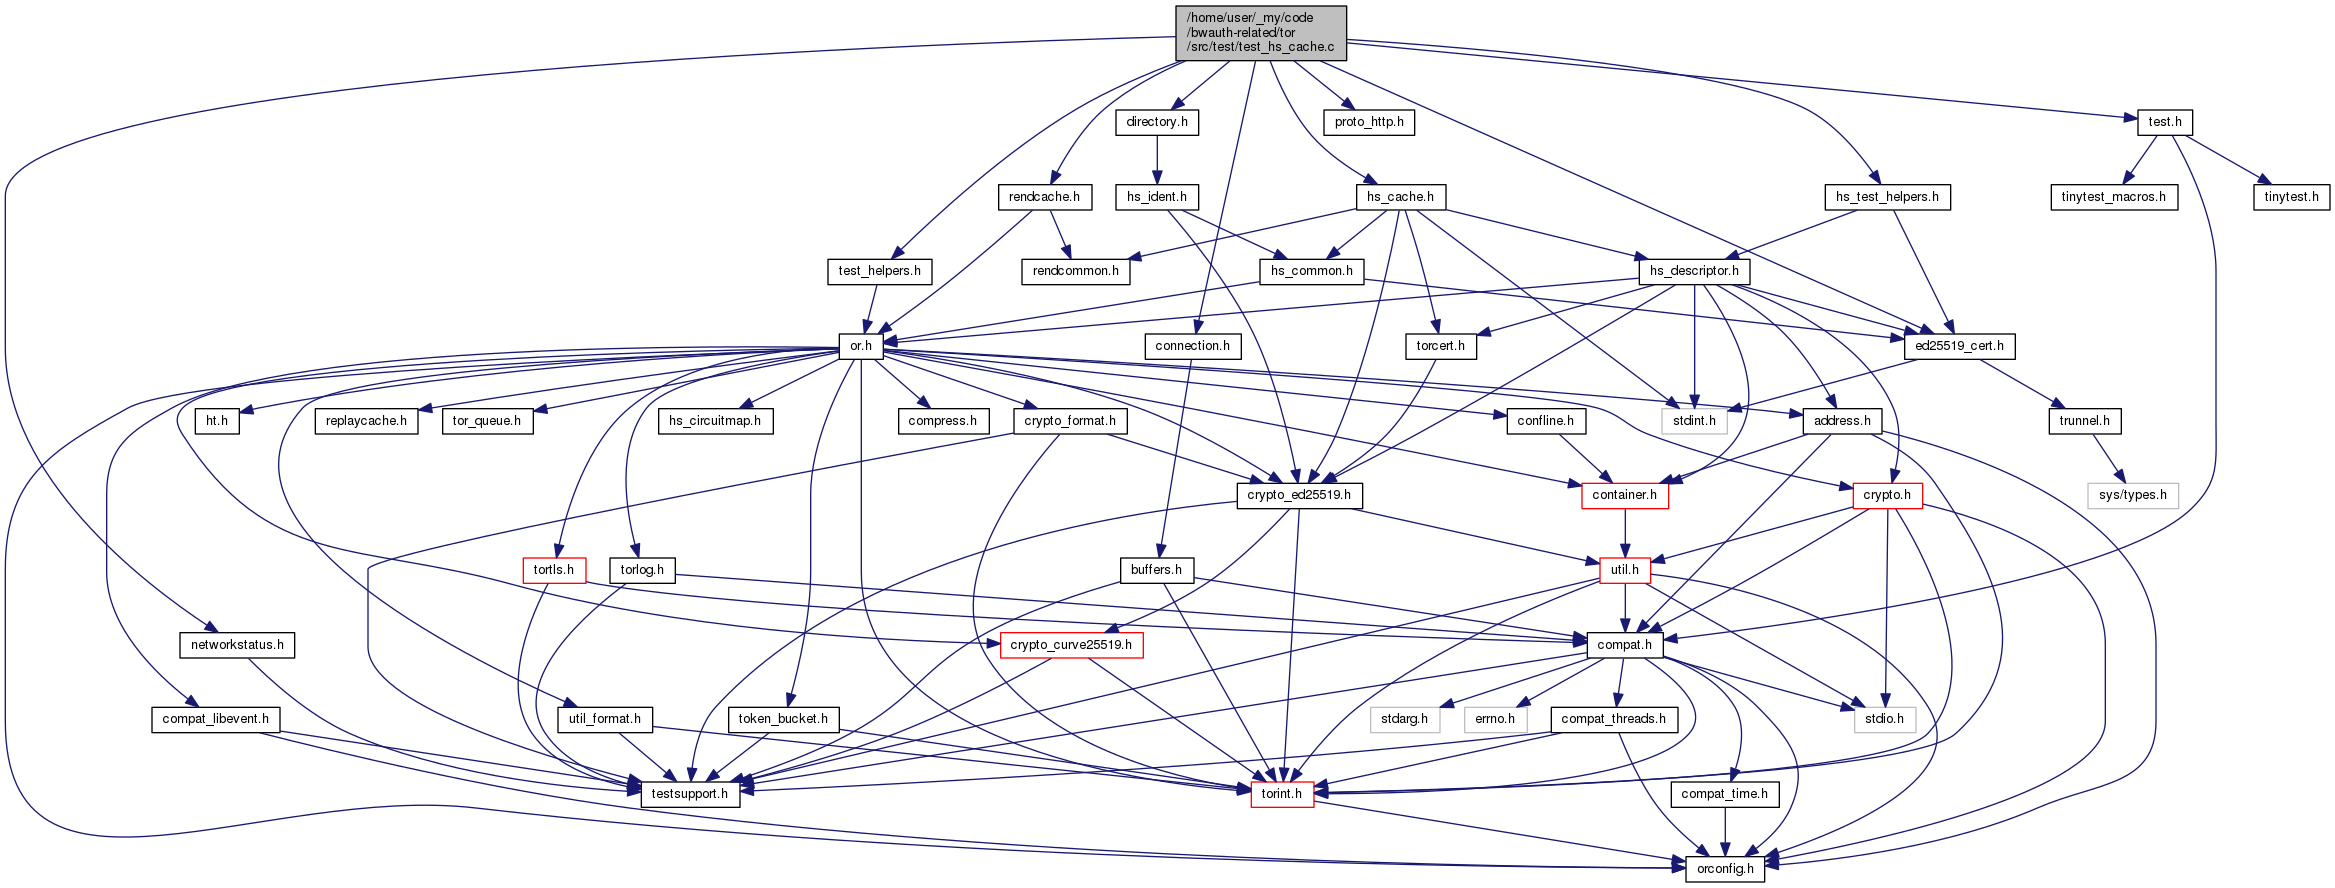 /home/user/_my/code
/bwauth-related/tor
/src/test/test_hs_cache.c
directory.h
proto_http.h
test.h
rendcache.h
hs_ident.h
hs_cache.h
hs_test_helpers.h
tinytest_macros.h
tinytest.h
test_helpers.h
rendcommon.h
hs_common.h
hs_descriptor.h
or.h
connection.h
torcert.h
ed25519_cert.h
ht.h
replaycache.h
tor_queue.h
hs_circuitmap.h
compress.h
crypto_format.h
confline.h
stdint.h
address.h
trunnel.h
crypto_ed25519.h
container.h
crypto.h
sys/types.h
tortls.h
torlog.h
buffers.h
util.h
networkstatus.h
crypto_curve25519.h
compat.h
compat_libevent.h
util_format.h
token_bucket.h
stdarg.h
errno.h
compat_threads.h
stdio.h
testsupport.h
torint.h
compat_time.h
orconfig.h